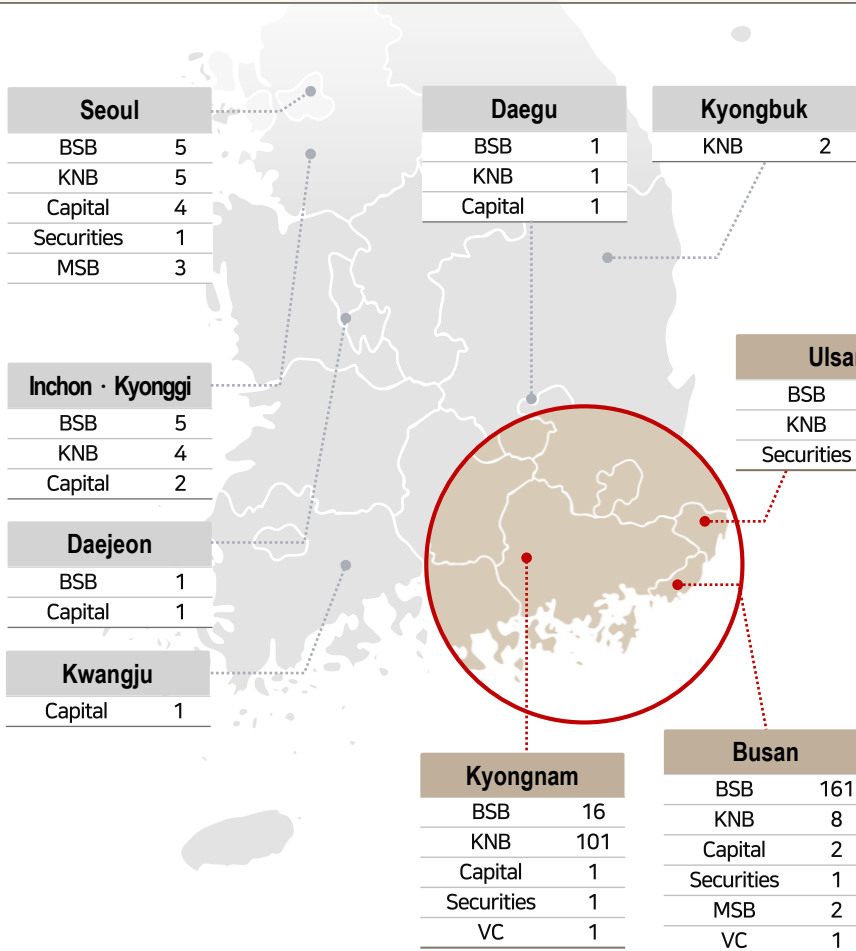 Seoul
BSB 5
KNB 5
Capital 4
Securities 1
MSB 3
Daegu
BSB 1
KNB 1
Capital 1
Kyongbuk
KNB 2
Inchon · Kyonggi
BSB 5
KNB 4
Capital 2
Ulsa
BSB
KNB
Securities
Daejeon
BSB 1
Capital 1
Kwangju
Capital 1
Kyongnam
BSB 16
KNB 101
Capital 1
Securities 1
VC 1
Busan
BSB 161
KNB 8
Capital 2
Securities 1
MSB 2
VC 1